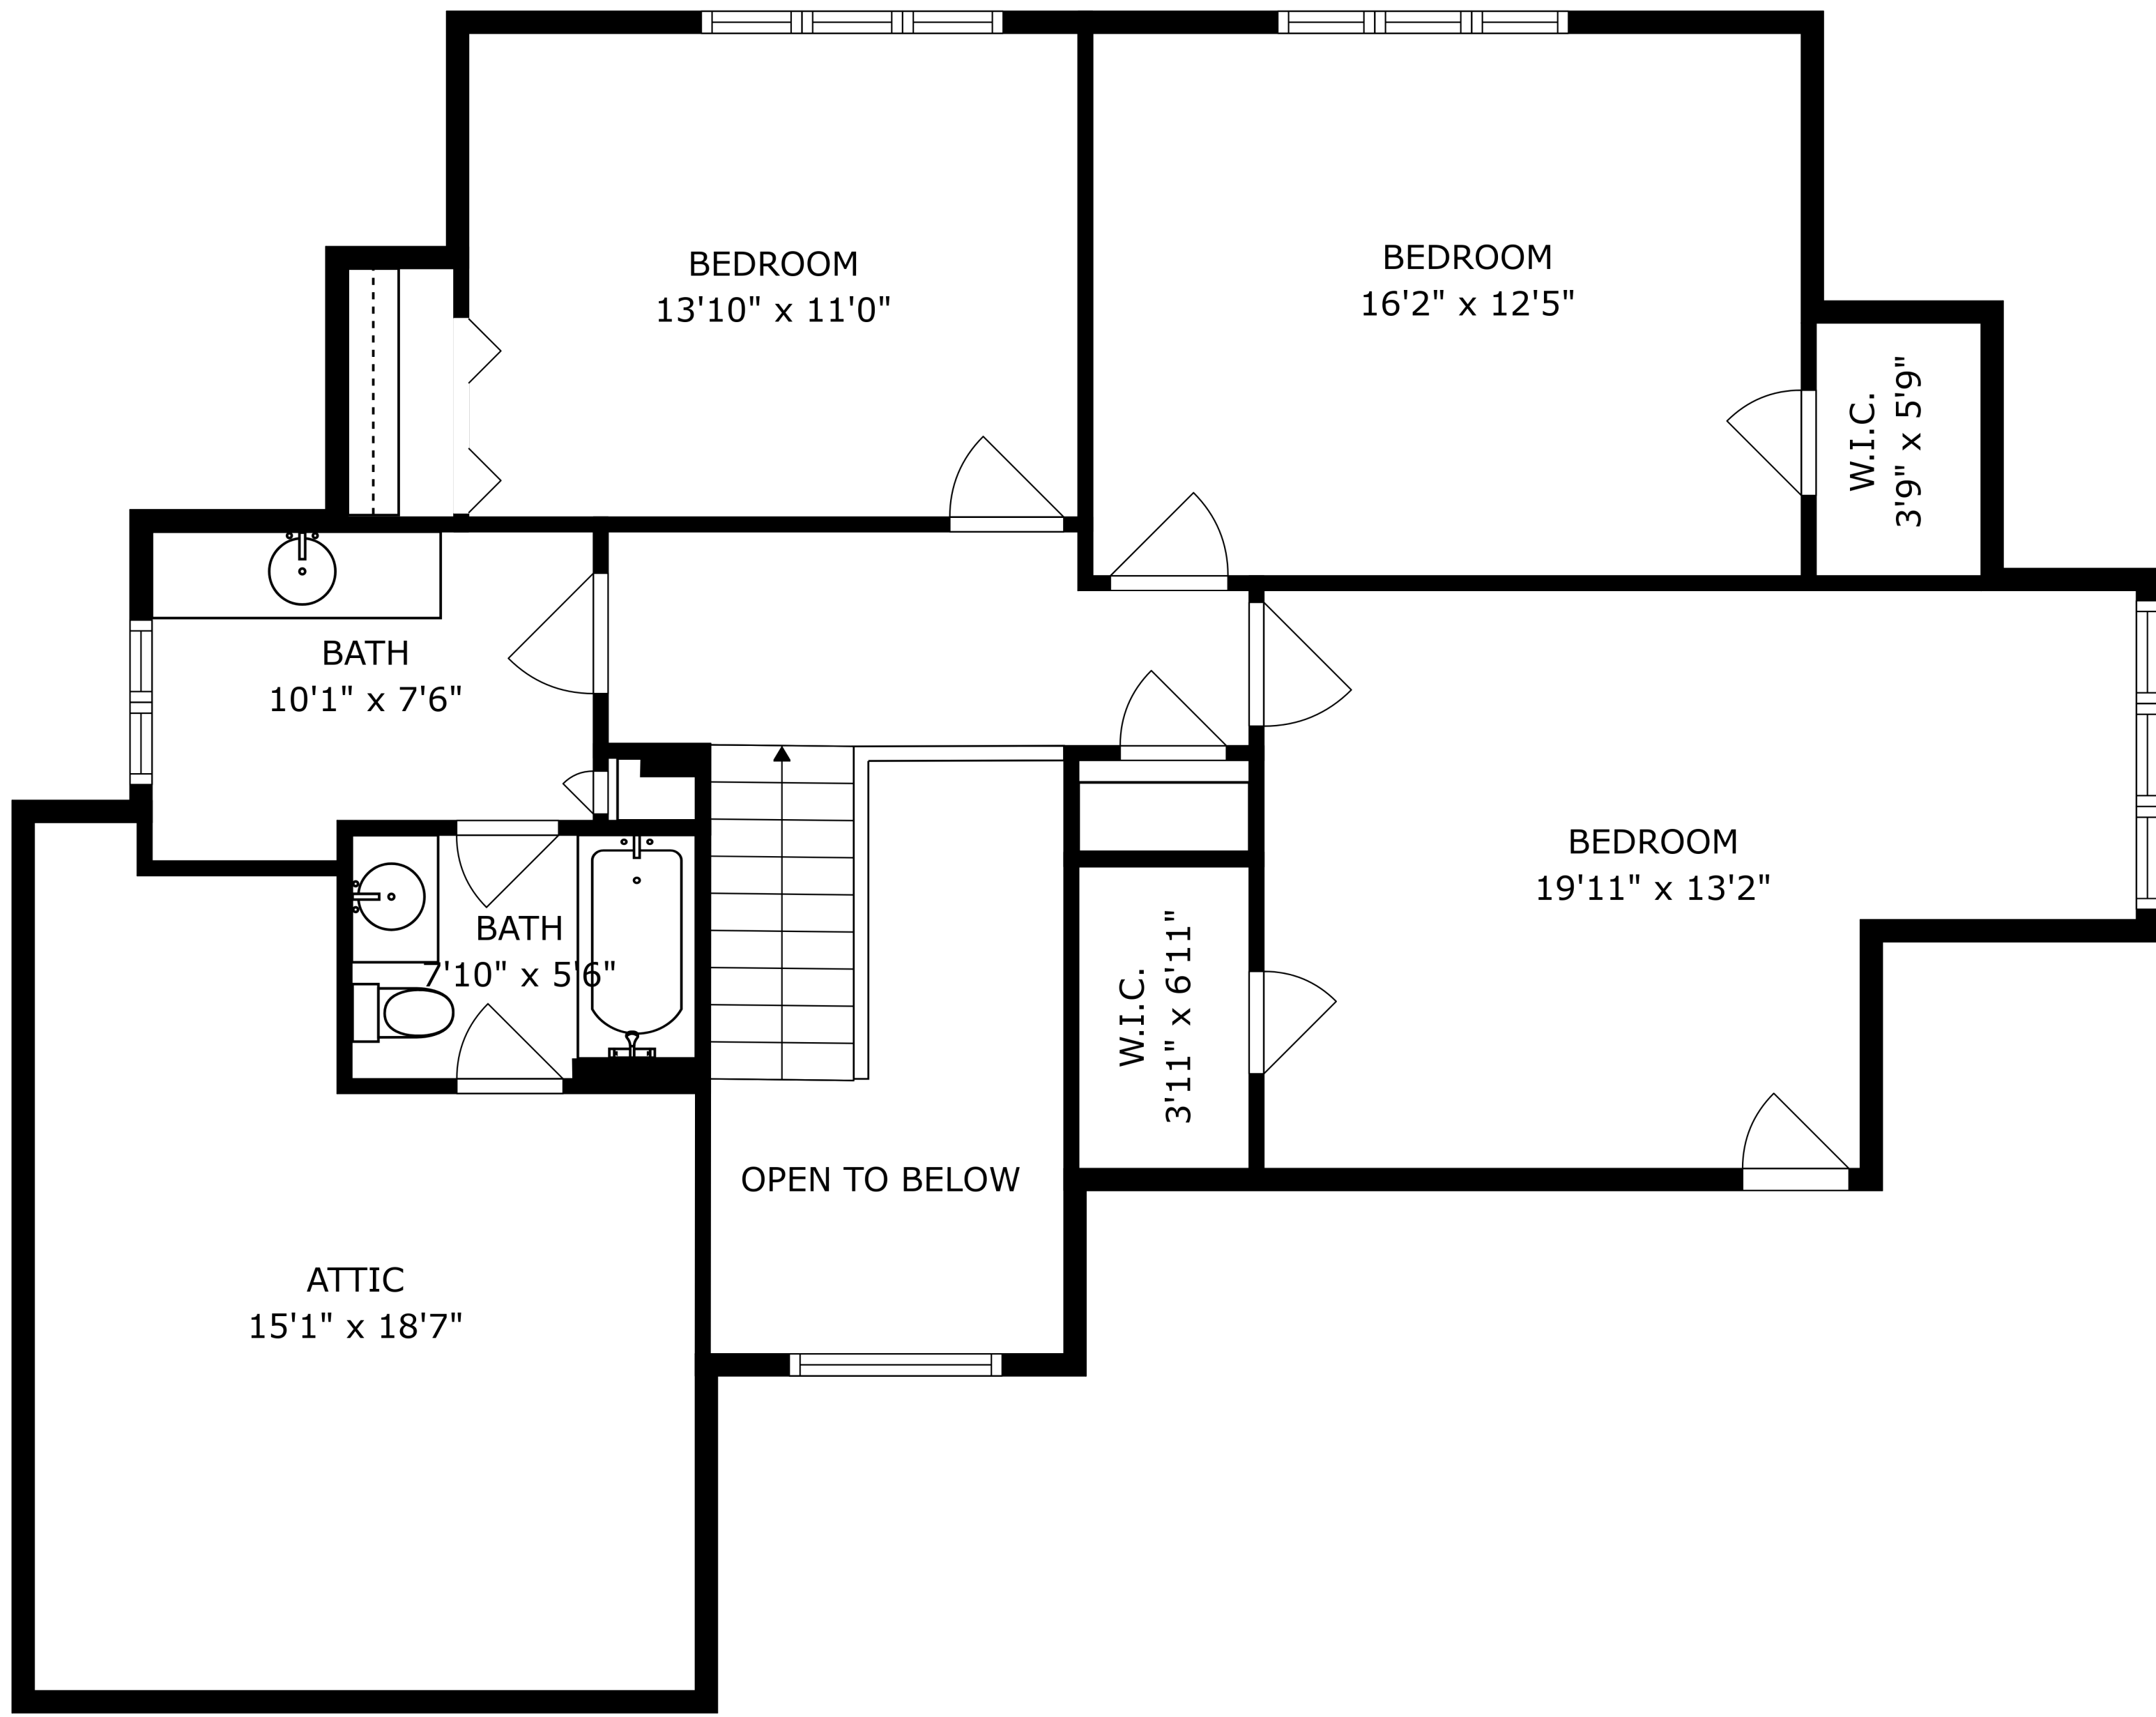 BEDROOM
13'10" x 11'0"
BEDROOM
16'2" x 12'5"
W.I.C.
3'9" x 5'9"
BATH
10'1" x 7'6"
BEDROOM
19'11" x 13'2"
BATH
7'10" x 5'6"
W.I.C.
3'11" x 6'11"
OPEN TO BELOW
ATTIC
15'1" x 18'7"